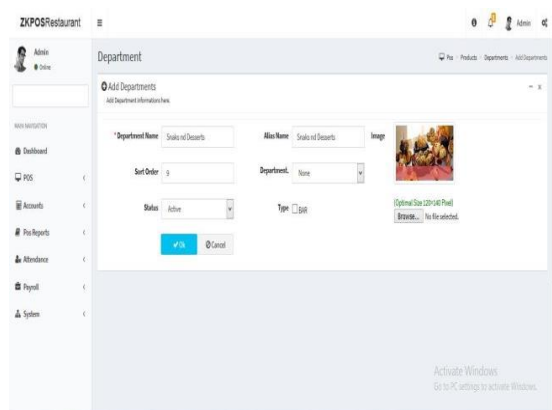 ZKPOSRestaurant
Admin
Admin
Online
MAIN NAVIGATION
Dashboard
POS
Accounts
Pos Reports
Attendance
Payroll
System
Department
Pos - Products - Departments - Add Departments
Add Departments
Add Department informations here.
* Department Name Snaks nd Desserts Alias Name Snaks nd Desserts Image
Sort Order 9 Department. None
Status Active Type BAR
(Optimal Size 120×140 Pixel)
Browse... No file selected.
Ok Cancel
Activate Windows
Go to PC settings to activate Windows.